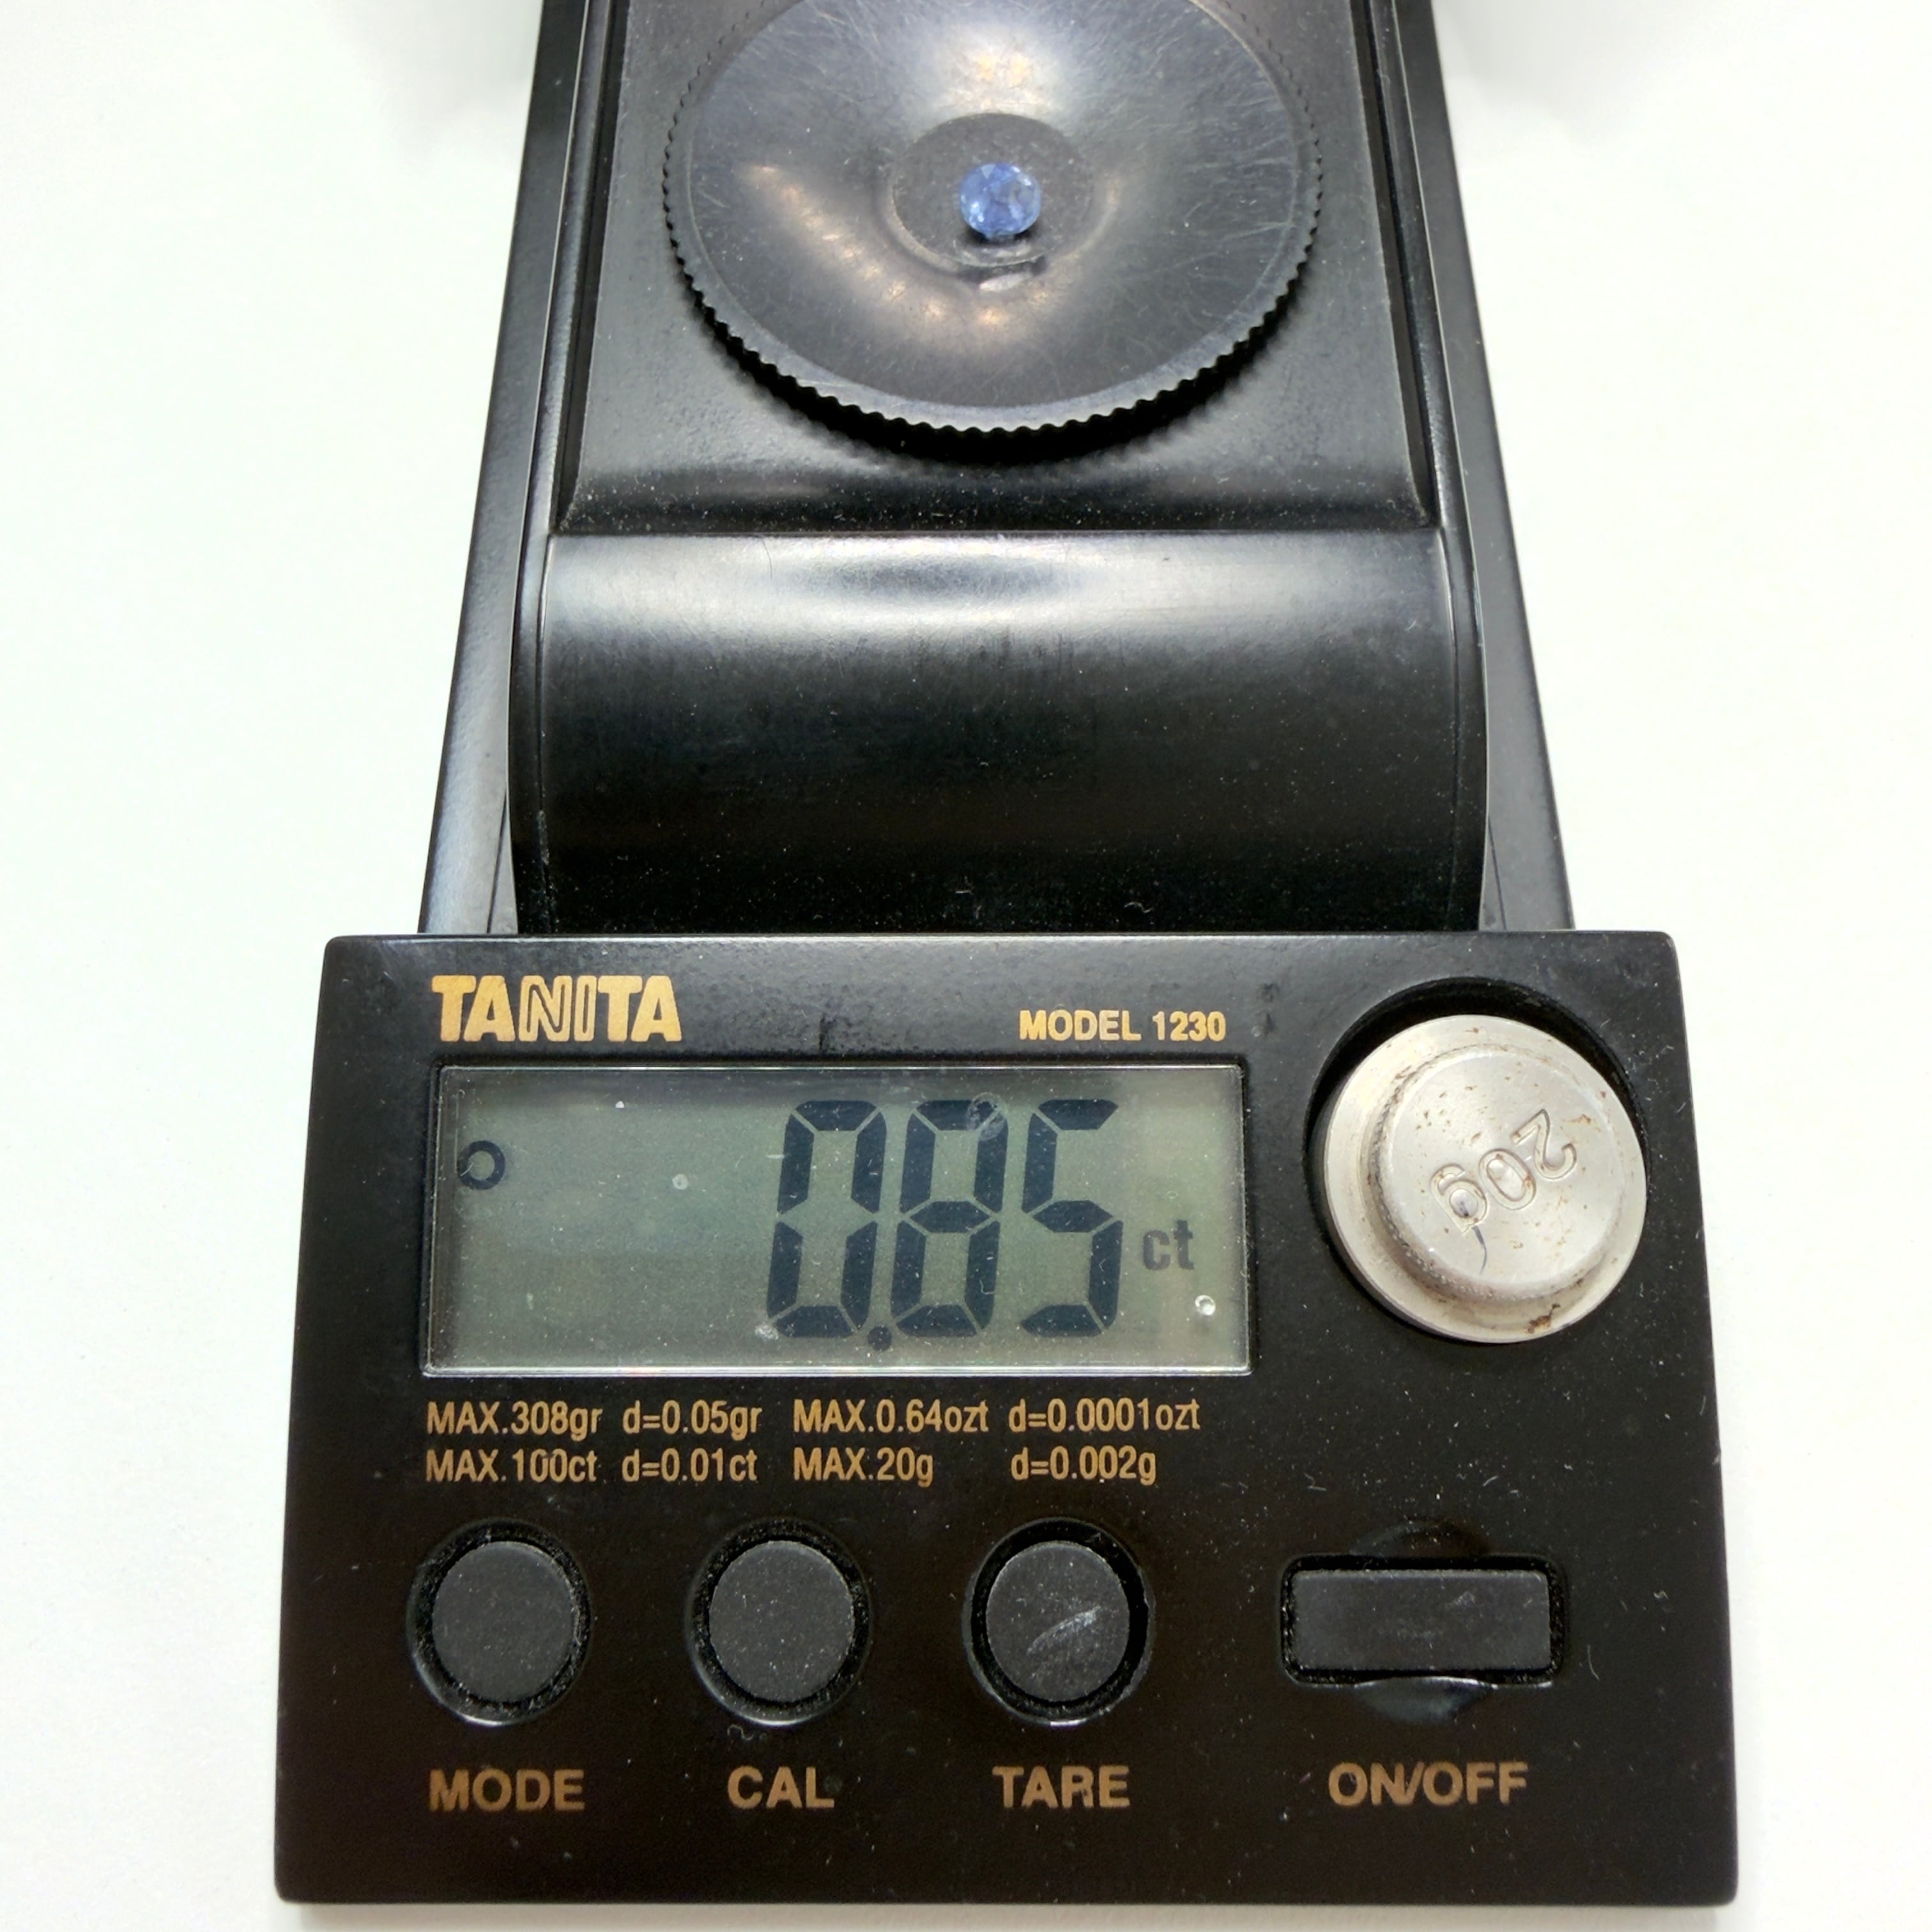 TANITA
MODEL 1230
0.85 ct
20g
MAX.308gr d=0.05gr MAX.0.64ozt d=0.0001ozt
MAX.100ct d=0.01ct MAX.20g d=0.002g
MODE CAL TARE ON/OFF